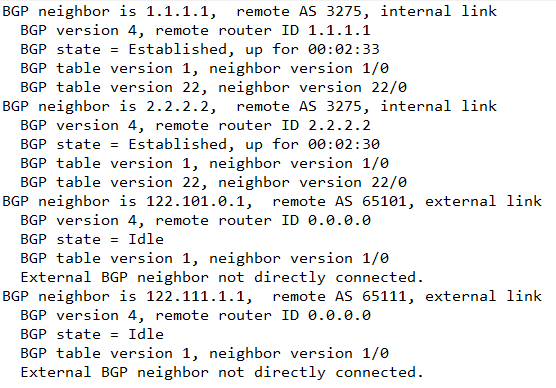 BGP neighbor is 1.1.1.1,  remote AS 3275, internal link
  BGP version 4, remote router ID 1.1.1.1
  BGP state = Established, up for 00:02:33
  BGP table version 1, neighbor version 1/0
  BGP table version 22, neighbor version 22/0
BGP neighbor is 2.2.2.2,  remote AS 3275, internal link
  BGP version 4, remote router ID 2.2.2.2
  BGP state = Established, up for 00:02:30
  BGP table version 1, neighbor version 1/0
  BGP table version 22, neighbor version 22/0
BGP neighbor is 122.101.0.1,  remote AS 65101, external link
  BGP version 4, remote router ID 0.0.0.0
  BGP state = Idle
  BGP table version 1, neighbor version 1/0
  External BGP neighbor not directly connected.
BGP neighbor is 122.111.1.1,  remote AS 65111, external link
  BGP version 4, remote router ID 0.0.0.0
  BGP state = Idle
  BGP table version 1, neighbor version 1/0
  External BGP neighbor not directly connected.